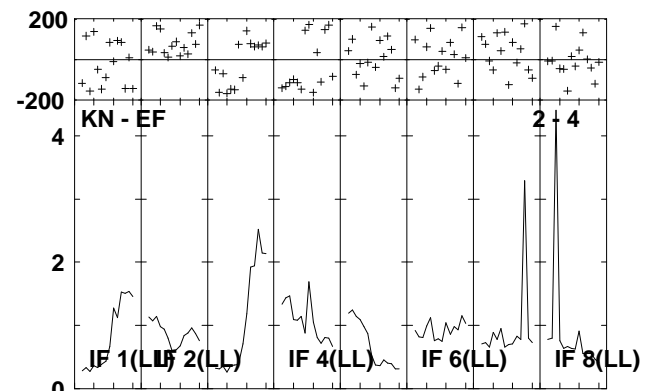 200
-200
KN - EF 2 - 4
4
2
IF 1(LL) IF 2(LL) IF 4(LL) IF 6(LL) IF 8(LL)
0